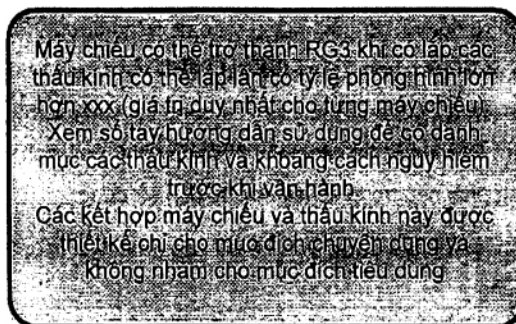 Máy chiếu có thể trở thành RG3 khi có lắp các
thấu kính có thể lắp lẫn có tỷ lệ phóng hình lớn
hơn xxx (giá trị duy nhất cho từng máy chiếu).
Xem sổ tay hướng dẫn sử dụng để có danh
mục các thấu kính và khoảng cách nguy hiểm
trước khi vận hành
Các kết hợp máy chiếu và thấu kính này được
thiết kế chỉ cho mục đích chuyên dụng và
không nhằm cho mục đích tiêu dùng